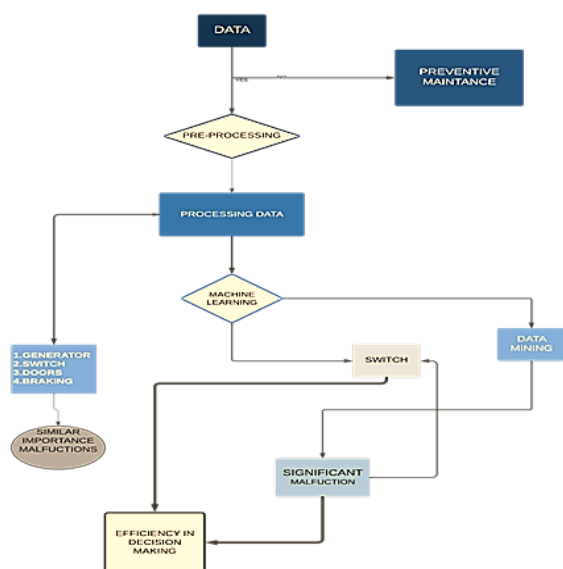 DATA
YES
NO
PREVENTIVE
MAINTANCE
PRE-PROCESSING
PROCESSING DATA
MACHINE
LEARNING
1.GENERATOR
2.SWITCH
3.DOORS
4.BRAKING
SWITCH
DATA
MINING
SIMILAR
IMPORTANCE
MALFUCTIONS
SIGNIFICANT
MALFUCTION
EFFICIENCY IN
DECISION
MAKING